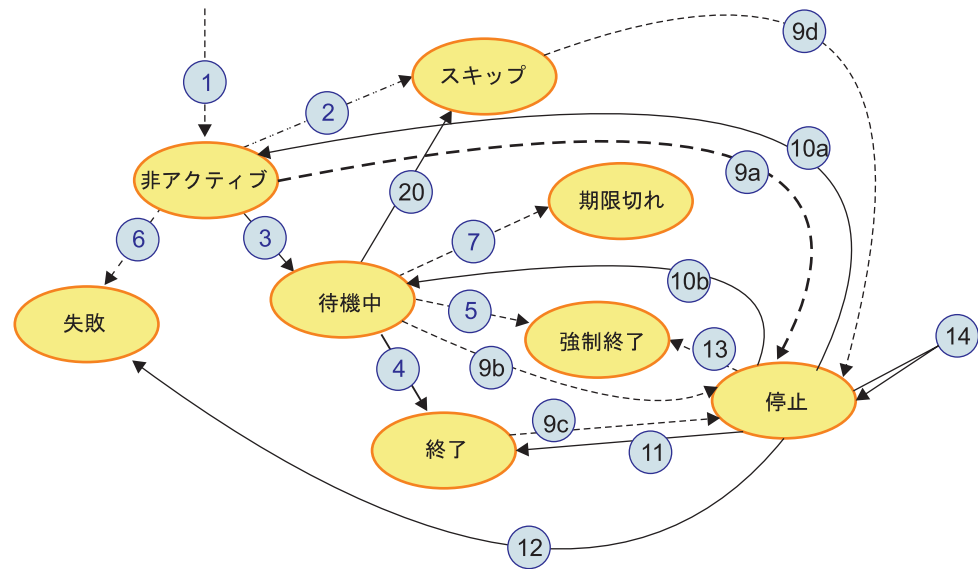 9d
スキップ
1
2
10a
9a
非アクティブ
20
期限切れ
6
3
7
10b
待機中
5
失敗
強制終了
13
14
4
9b
停止
9c
終了
11
12